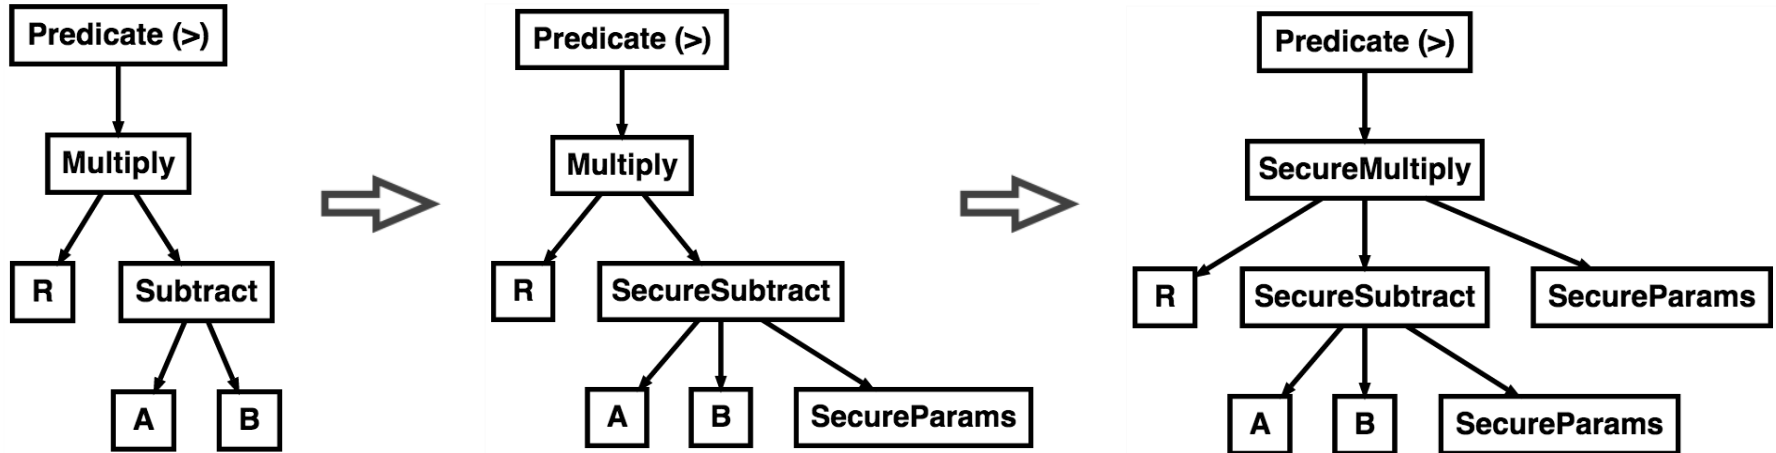 Predicate (>)
Multiply
R
Subtract
A
B
Predicate (>)
Multiply
R
SecureSubtract
A
B
SecureParams
Predicate (>)
SecureMultiply
R
SecureSubtract
SecureParams
A
B
SecureParams